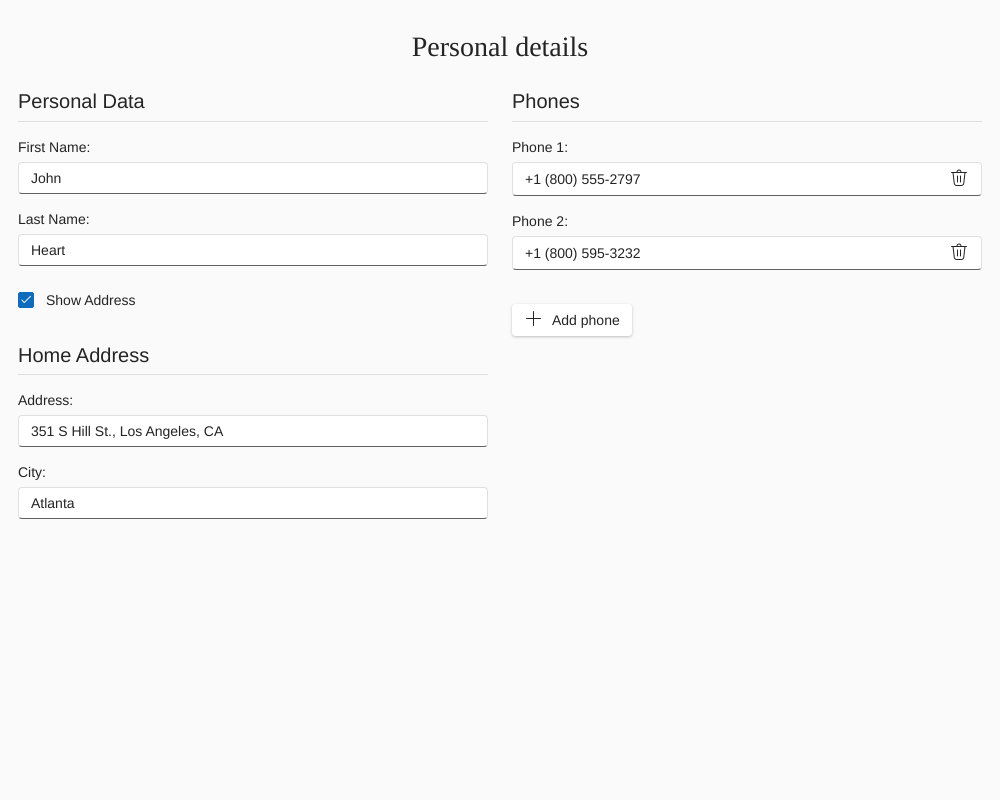 Personal details
Personal Data
First Name:
John
Last Name:
Heart
Show Address
Home Address
Address:
351 S Hill St., Los Angeles, CA
City:
Atlanta
Phones
Phone 1:
+1 (800) 555-2797
Phone 2:
+1 (800) 595-3232
Add phone